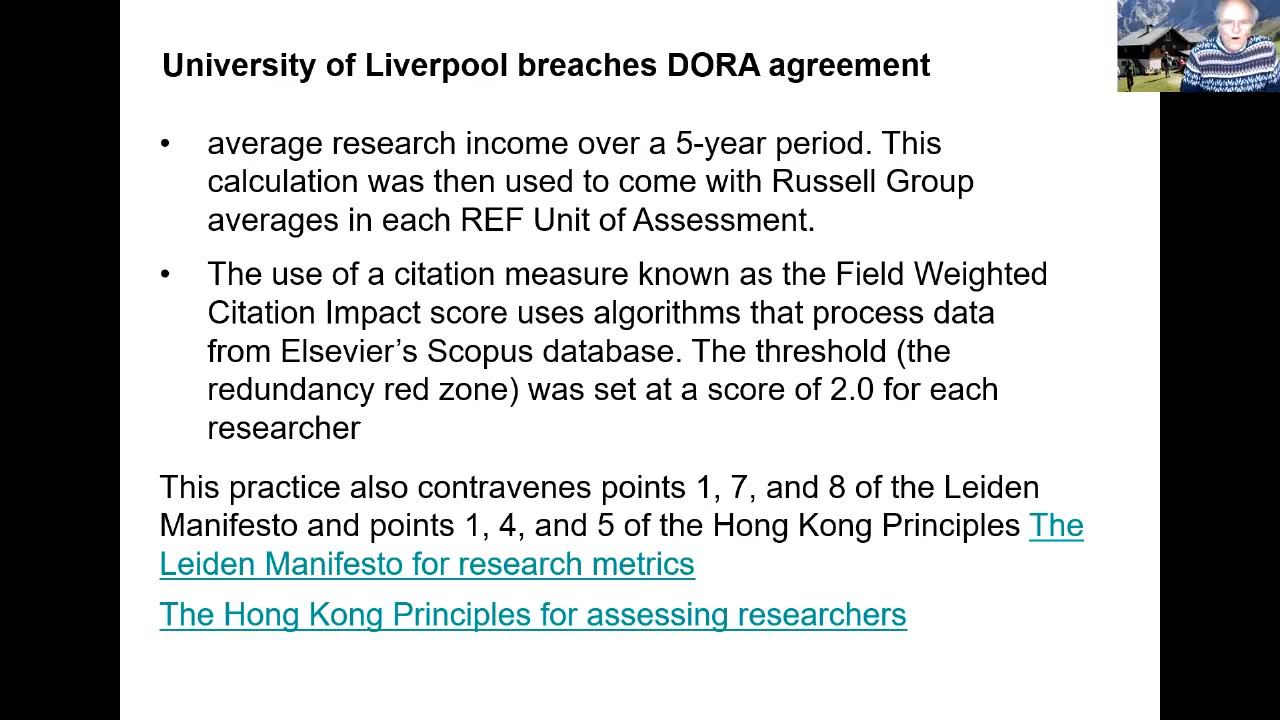 University of Liverpool breaches DORA agreement
• average research income over a 5-year period. This
calculation was then used to come with Russell Group
averages in each REF Unit of Assessment.
• The use of a citation measure known as the Field Weighted
Citation Impact score uses algorithms that process data
from Elsevier’s Scopus database. The threshold (the
redundancy red zone) was set at a score of 2.0 for each
researcher
This practice also contravenes points 1, 7, and 8 of the Leiden
Manifesto and points 1, 4, and 5 of the Hong Kong Principles The
Leiden Manifesto for research metrics
The Hong Kong Principles for assessing researchers